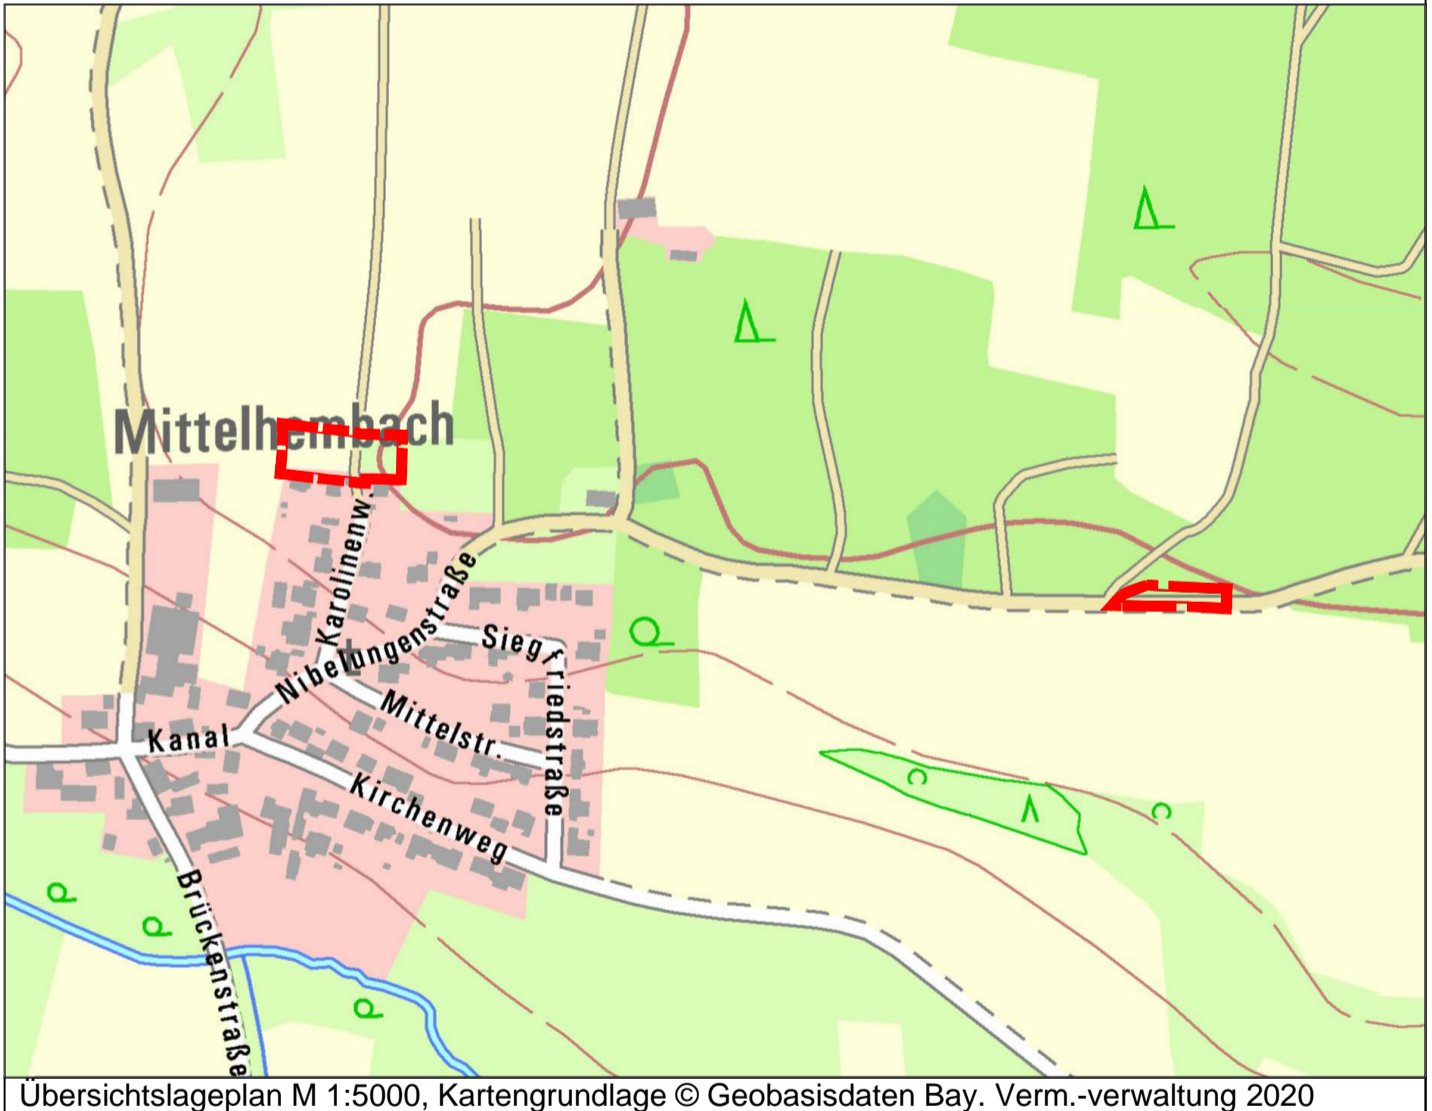 Mittelhembach
Karolinenw.
Nibelungenstraße
Siegfriedstraße
Mittelstr.
Kanal
Kirchenweg
Brückenstraße
Übersichtslageplan M 1:5000, Kartengrundlage © Geobasisdaten Bay. Verm.-verwaltung 2020